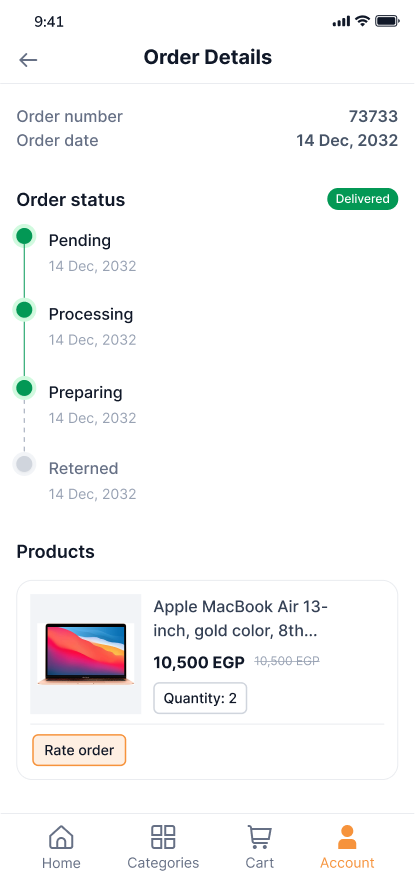 9:41
Order Details
Order number 73733
Order date 14 Dec, 2032
Order status Delivered
Pending
14 Dec, 2032
Processing
14 Dec, 2032
Preparing
14 Dec, 2032
Reterned
14 Dec, 2032
Products
Apple MacBook Air 13-
inch, gold color, 8th...
10,500 EGP 10,500 EGP
Quantity: 2
Rate order
Home Categories Cart Account